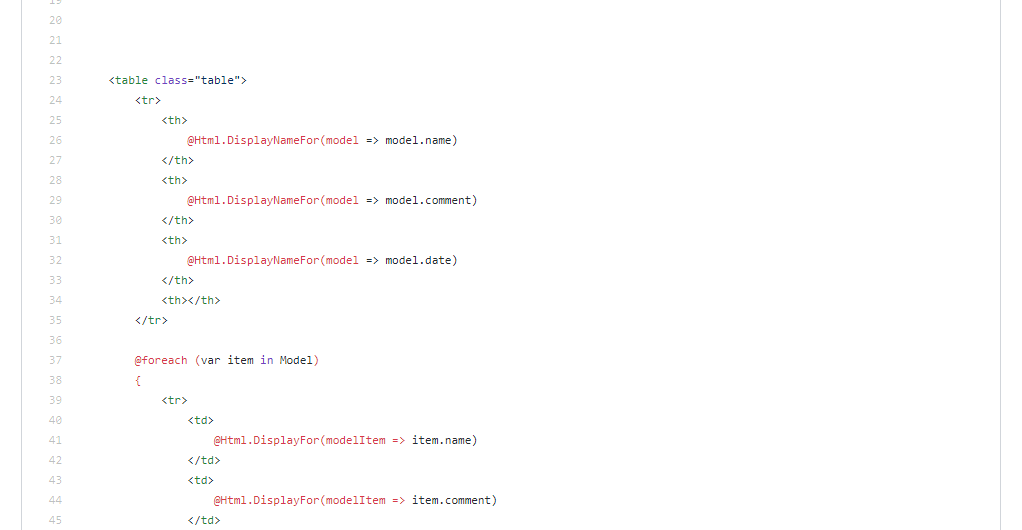 19
20
21
22
23 <table class="table">
24 <tr>
25 <th>
26 @Html.DisplayNameFor(model => model.name)
27 </th>
28 <th>
29 @Html.DisplayNameFor(model => model.comment)
30 </th>
31 <th>
32 @Html.DisplayNameFor(model => model.date)
33 </th>
34 <th></th>
35 </tr>
36
37 @foreach (var item in Model)
38 {
39 <tr>
40 <td>
41 @Html.DisplayFor(modelItem => item.name)
42 </td>
43 <td>
44 @Html.DisplayFor(modelItem => item.comment)
45 </td>